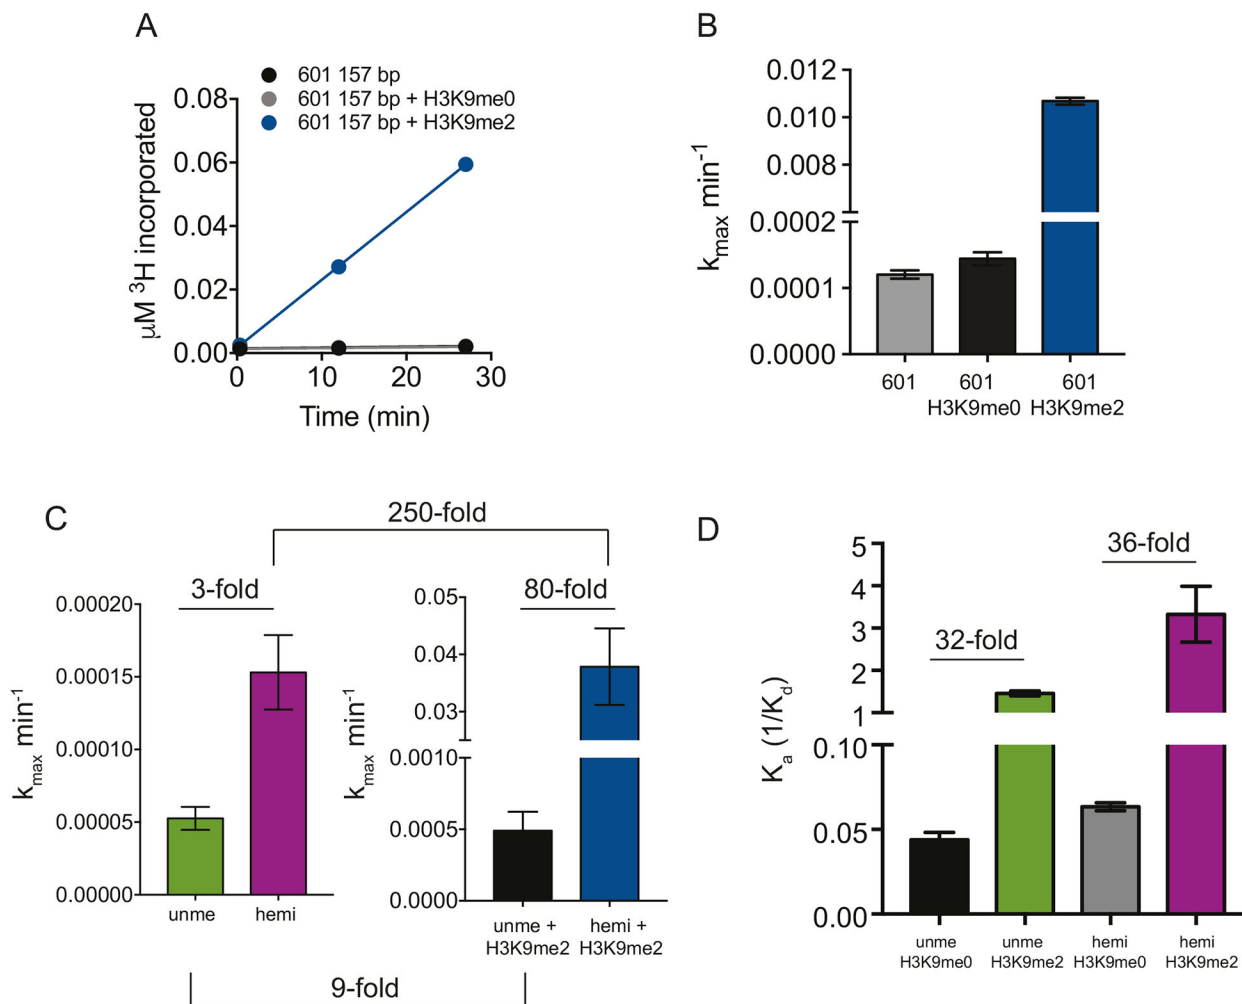 A
601 157 bp
601 157 bp + H3K9me0
601 157 bp + H3K9me2
0.08
0.06
0.04
0.02
0.00
0
10
20
30
μM ³H incorporated
Time (min)
B
0.012
0.010
0.008
0.0002
0.0001
0.0000
kmax min⁻¹
601
601
H3K9me0
601
H3K9me2
C
250-fold
3-fold
0.00020
0.00015
0.00010
0.00005
0.00000
kmax min⁻¹
unme
hemi
80-fold
0.05
0.04
0.03
0.0010
0.0005
0.0000
kmax min⁻¹
unme +
H3K9me2
hemi +
H3K9me2
9-fold
D
36-fold
32-fold
5
4
3
2
1
0.10
0.05
0.00
Ka (1/Kd)
unme
H3K9me0
unme
H3K9me2
hemi
H3K9me0
hemi
H3K9me2